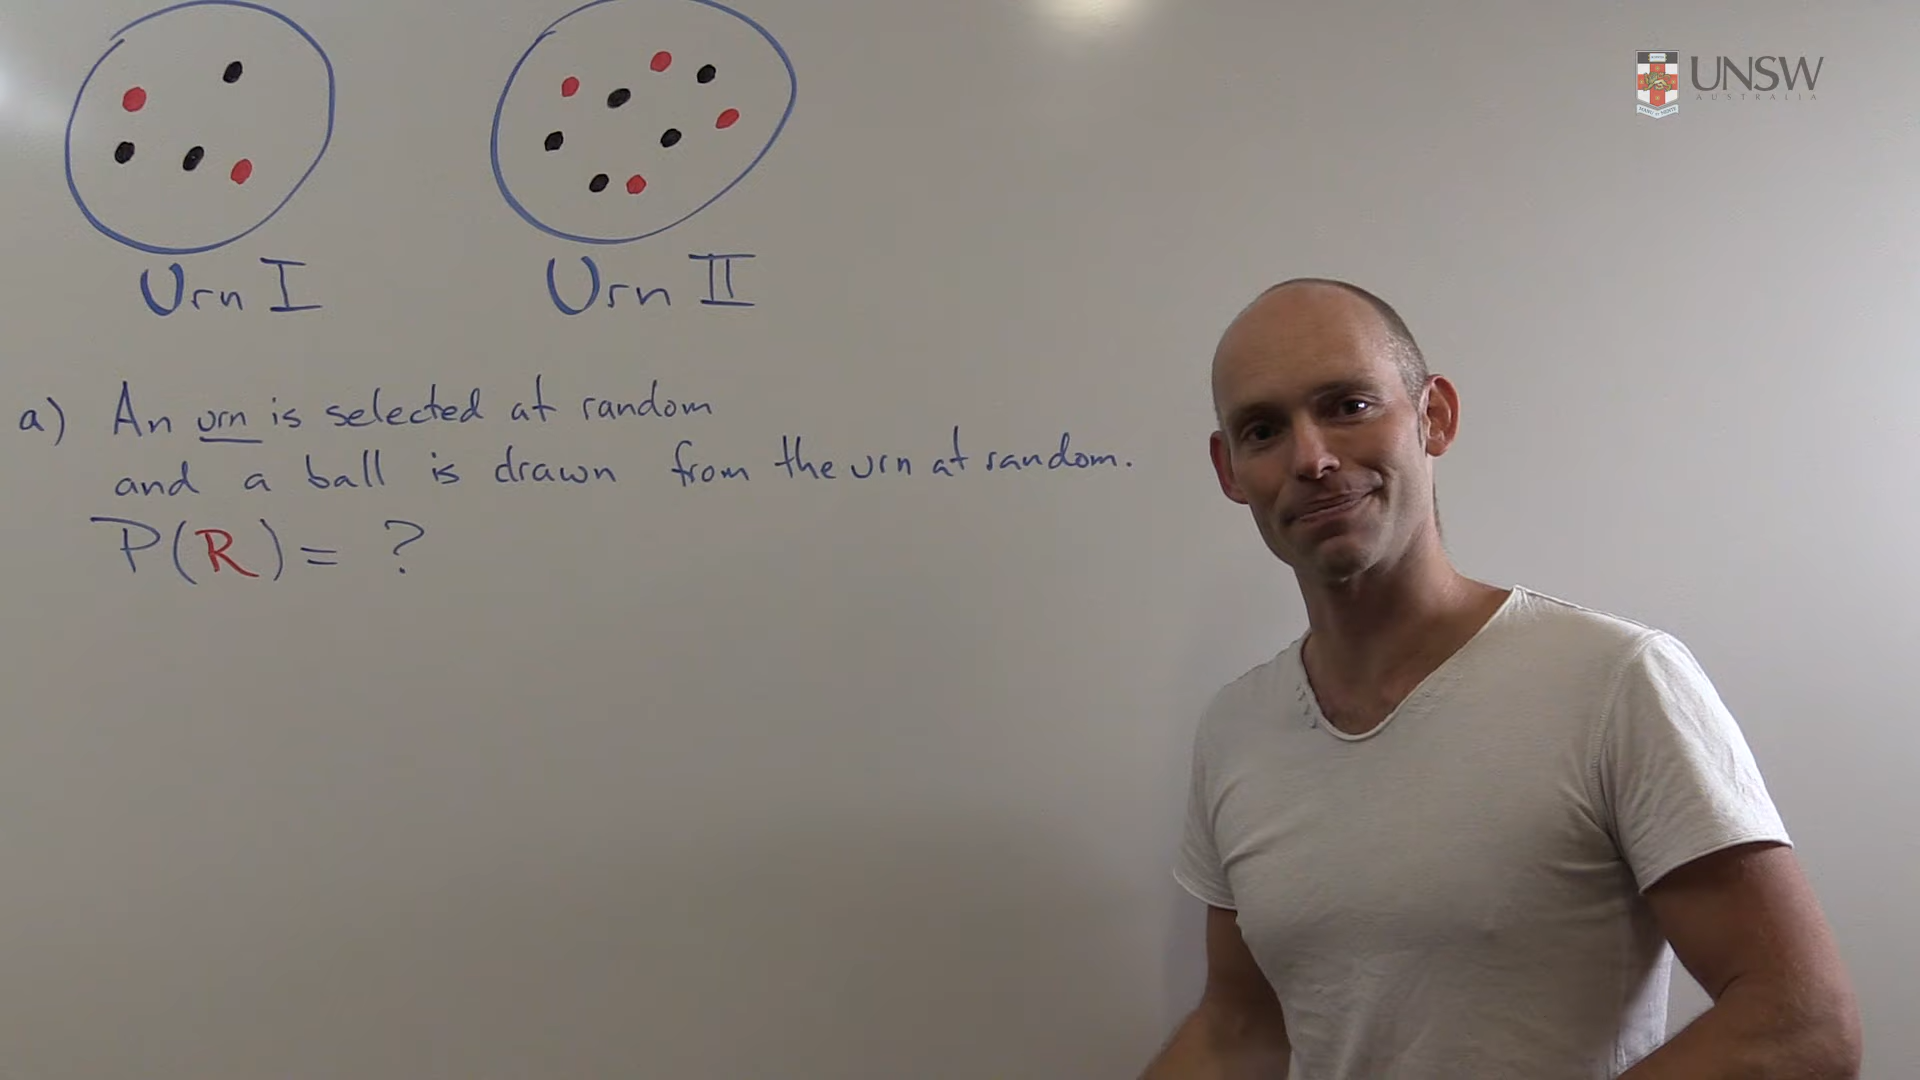 UNSW
AUSTRALIA
Urn I
Urn II
a) An urn is selected at random
and a ball is drawn from the urn at random.
P(R) = ?